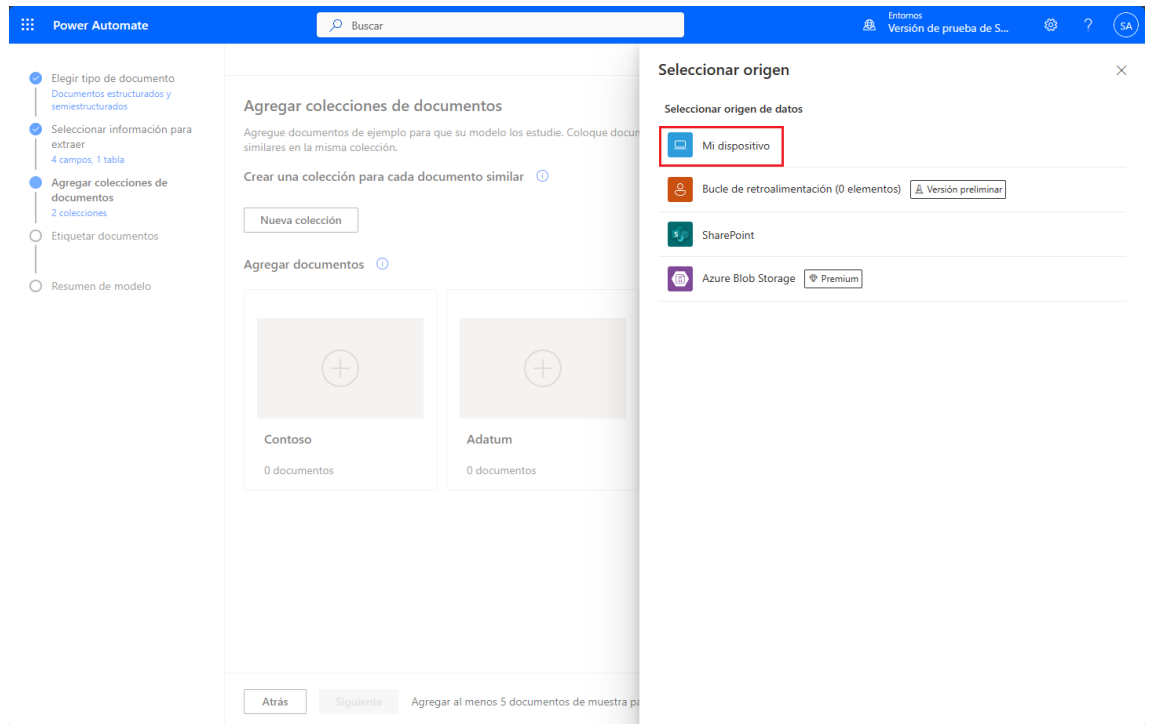 Power Automate
Buscar
Entornos
Versión de prueba de S...
?
SA
Elegir tipo de documento
Documentos estructurados y
semiestructurados
Seleccionar información para
extraer
4 campos, 1 tabla
Agregar colecciones de
documentos
2 colecciones
Etiquetar documentos
Resumen de modelo
Agregar colecciones de documentos
Agregue documentos de ejemplo para que su modelo los estudie. Coloque docum
similares en la misma colección.
Crear una colección para cada documento similar
Nueva colección
Agregar documentos
Contoso
0 documentos
Adatum
0 documentos
Atrás
Siguiente
Agregar al menos 5 documentos de muestra pa
Seleccionar origen
Seleccionar origen de datos
Mi dispositivo
Bucle de retroalimentación (0 elementos)
Versión preliminar
SharePoint
Azure Blob Storage
Premium